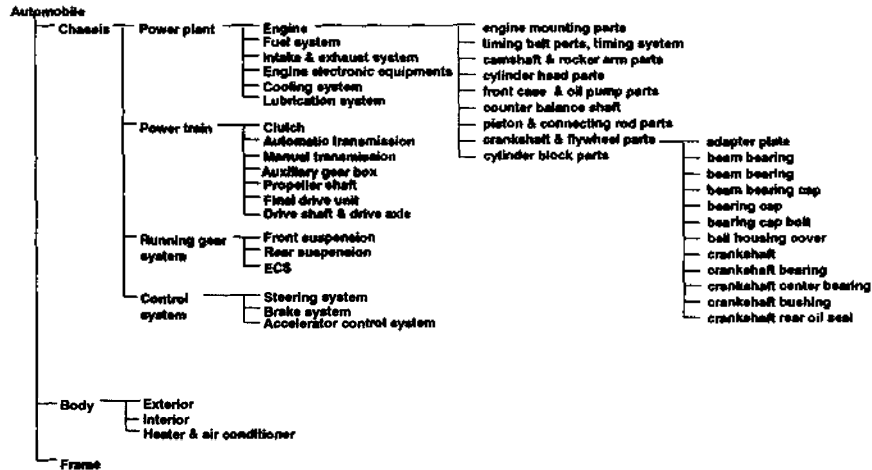 Automobile
Chassis
Power plant
Engine
Fuel system
Intake & exhaust system
Engine electronic equipments
Cooling system
Lubrication system
engine mounting parts
timing belt parts, timing system
camshaft & rocker arm parts
cylinder head parts
front case & oil pump parts
counter balance shaft
piston & connecting rod parts
crankshaft & flywheel parts
cylinder block parts
adapter plate
beam bearing
beam bearing
beam bearing cap
bearing cap
bearing cap bolt
bell housing cover
crankshaft
crankshaft bearing
crankshaft center bearing
crankshaft bushing
crankshaft rear oil seal
Power train
Clutch
Automatic transmission
Manual transmission
Auxiliary gear box
Propeller shaft
Final drive unit
Drive shaft & drive axle
Running gear
system
Front suspension
Rear suspension
ECS
Control
system
Steering system
Brake system
Accelerator control system
Body
Exterior
Interior
Heater & air conditioner
Frame